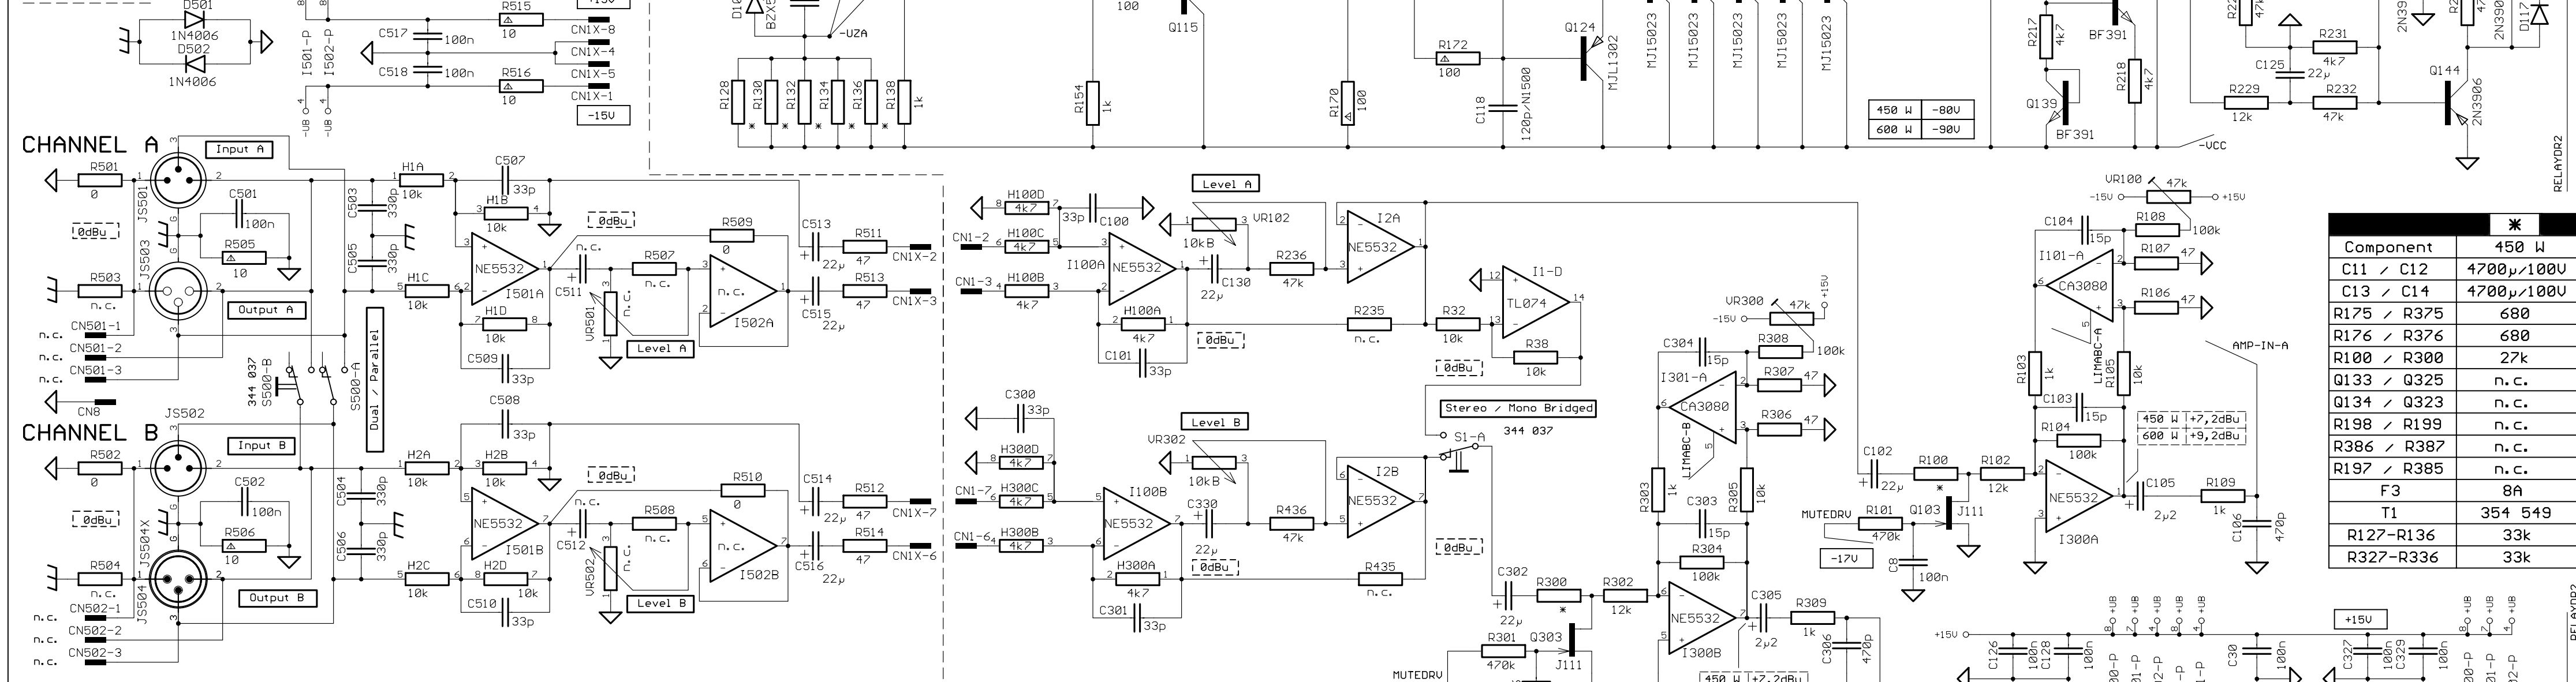 D501
1N4006
D502
1N4006
8
8
I501-P
I502-P
4
4
-UB
-UB
R515
10
CN1X-8
CN1X-4
CN1X-5
R516
10
CN1X-1
-15V
C517
100n
C518
100n
-UZA
R128
R130
R132
R134
R136
R138
1k
*
*
*
*
100
Q115
R154
1k
R170
100
R172
100
Q124
MJL1302
C118
120p/N1500
MJ15023
MJ15023
MJ15023
MJ15023
MJ15023
450 W
-80V
600 W
-90V
R217
4k7
BF391
R218
4k7
Q139
BF391
-VCC
R231
4k7
C125
22µ
R229
12k
R232
47k
Q144
2N3906
D117
RELAYDR2
CHANNEL A
R501
0
Input A
JS501
C501
100n
R505
10
0dBu
JS503
R503
n.c.
Output A
n.c.
CN501-1
n.c.
CN501-2
n.c.
CN501-3
CN8
344 037
S500-B
S500-A
Dual / Parallel
C503
330p
C505
330p
H1A
10k
H1B
10k
C507
33p
H1C
10k
H1D
10k
C509
33p
NE5532
I501A
0dBu
n.c.
C511
VR501
n.c.
R507
n.c.
R509
0
n.c.
I502A
Level A
C513
22µ
R511
47
CN1X-2
R513
47
CN1X-3
C515
22µ
CHANNEL B
R502
0
JS502
Input B
C502
100n
R506
10
0dBu
JS504X
JS504
R504
n.c.
Output B
n.c.
CN502-1
n.c.
CN502-2
n.c.
CN502-3
C504
330p
C506
330p
H2A
10k
H2B
10k
C508
33p
H2C
10k
H2D
10k
C510
33p
NE5532
I501B
0dBu
n.c.
C512
VR502
n.c.
R508
n.c.
R510
0
n.c.
I502B
Level B
C514
22µ
R512
47
CN1X-7
R514
47
CN1X-6
C516
22µ
H100D
4k7
33p
C100
CN1-2
H100C
4k7
CN1-3
H100B
4k7
I100A
NE5532
H100A
4k7
C101
33p
Level A
VR102
10kB
C130
22µ
R236
47k
0dBu
I2A
NE5532
R235
n.c.
R32
10k
I1-D
TL074
R38
10k
0dBu
C300
33p
H300D
4k7
CN1-7
H300C
4k7
CN1-6
H300B
4k7
I100B
NE5532
H300A
4k7
C301
33p
Level B
VR302
10kB
C330
22µ
R436
47k
0dBu
I2B
NE5532
R435
n.c.
0dBu
Stereo / Mono Bridged
344 037
S1-A
C302
22µ
R300
*
R302
12k
R301
470k
Q303
J111
MUTEDRV
VR300
47k
-15V
+15V
C304
15p
R308
100k
I301-A
CA3080
R307
47
R306
47
LIMABC-B
R303
1k
R305
10k
C303
15p
R304
100k
NE5532
I300B
C305
2µ2
R309
1k
C306
470p
450 W
+7,2dBu
VR100
47k
-15V
+15V
C104
15p
R108
100k
I101-A
CA3080
R107
47
R106
47
LIMABC-A
R103
1k
R105
10k
C103
15p
R104
100k
450 W
+7,2dBu
600 W
+9,2dBu
AMP-IN-A
C102
22µ
R100
*
R102
12k
MUTEDRV
R101
470k
Q103
J111
-17V
C8
100n
NE5532
I300A
C105
2µ2
R109
1k
C106
470p
*
Component
450 W
C11 / C12
4700µ/100V
C13 / C14
4700µ/100V
R175 / R375
680
R176 / R376
680
R100 / R300
27k
Q133 / Q325
n.c.
Q134 / Q323
n.c.
R198 / R199
n.c.
R386 / R387
n.c.
R197 / R385
n.c.
F3
8A
T1
354 549
R127-R136
33k
R327-R336
33k
+15V
C126
100n
C128
100n
+UB
+UB
+UB
+UB
+UB
C30
100n
+15V
C327
100n
C329
100n
+UB
+UB
+UB
RELAYDR2